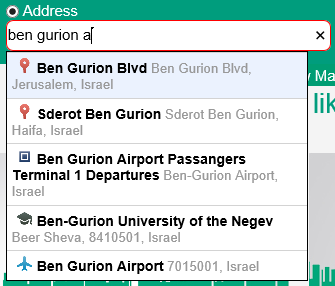 Address
ben gurion a
Ben Gurion Blvd Ben Gurion Blvd,
Jerusalem, Israel
w Ma
Sderot Ben Gurion Sderot Ben Gurion,
Haifa, Israel
lik
Ben Gurion Airport Passangers
Terminal 1 Departures Ben-Gurion Airport,
Israel
Ben-Gurion University of the Negev
Beer Sheva, 8410501, Israel
Ben Gurion Airport 7015001, Israel